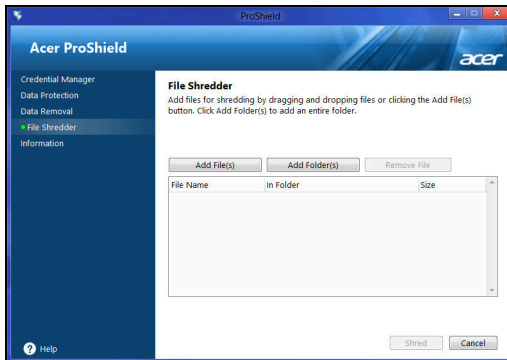 ProShield
Acer ProShield
acer
Credential Manager
Data Protection
Data Removal
File Shredder
Information
File Shredder
Add files for shredding by dragging and dropping files or clicking the Add File(s)
button. Click Add Folder(s) to add an entire folder.
Add File(s) Add Folder(s) Remove File
File Name In Folder Size
? Help
Shred Cancel